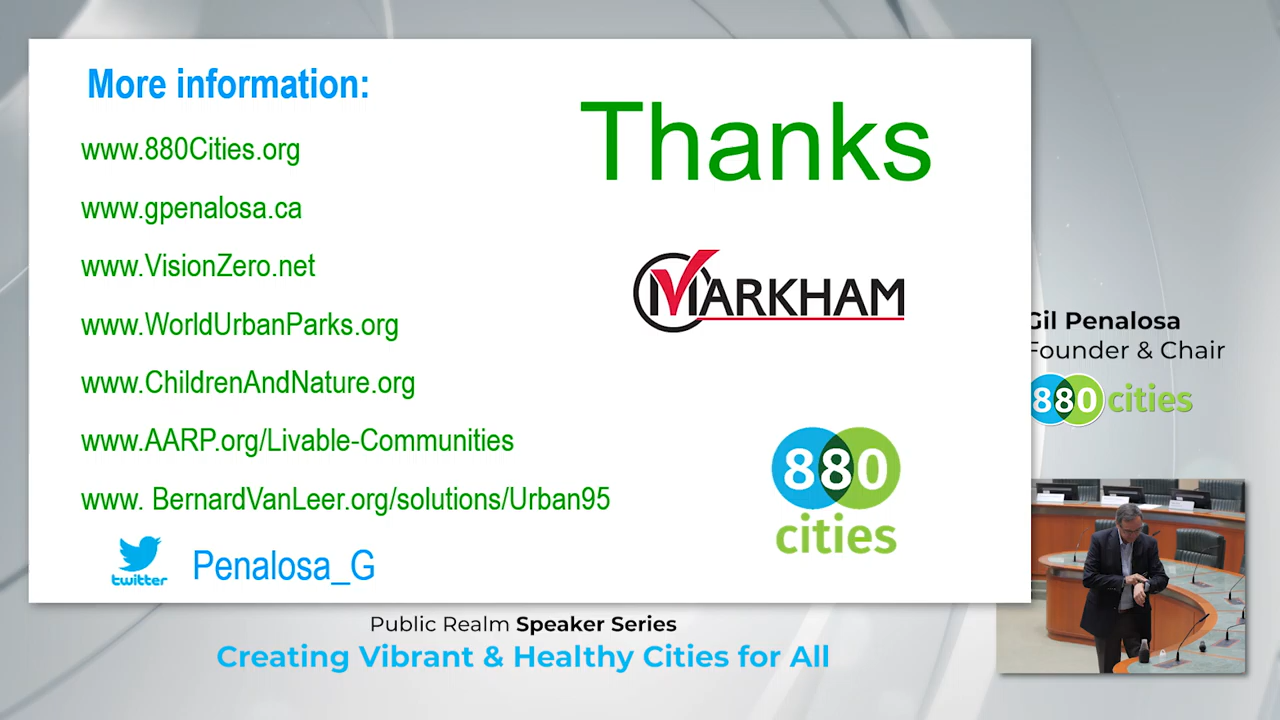 More information:
www.880Cities.org
www.gpenalosa.ca
www.VisionZero.net
www.WorldUrbanParks.org
www.ChildrenAndNature.org
www.AARP.org/Livable-Communities
www. BernardVanLeer.org/solutions/Urban95
twitter Penalosa_G
Thanks
MARKHAM
880
cities
Gil Penalosa
Founder & Chair
880 cities
Public Realm Speaker Series
Creating Vibrant & Healthy Cities for All